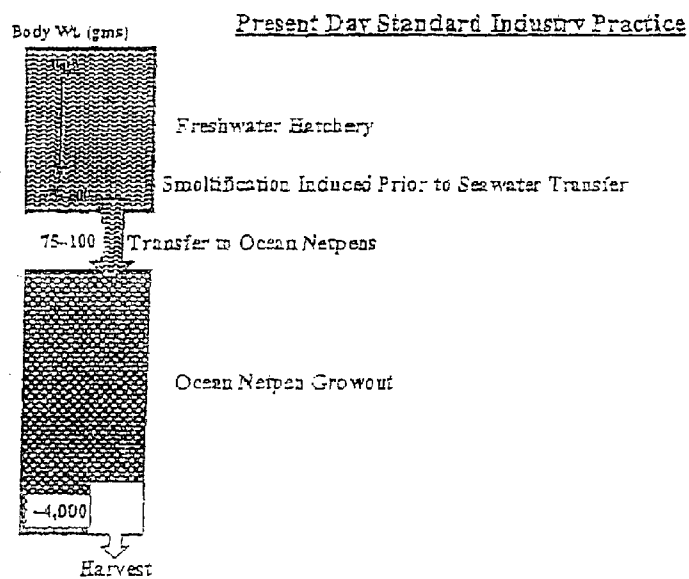 Present Day Standard Industry Practice
Body Wt. (gms)
Freshwater Hatchery
Smoltification Induced Prior to Seawater Transfer
75-100 Transfer to Ocean Netpens
Ocean Netpen Growout
~4,000
Harvest